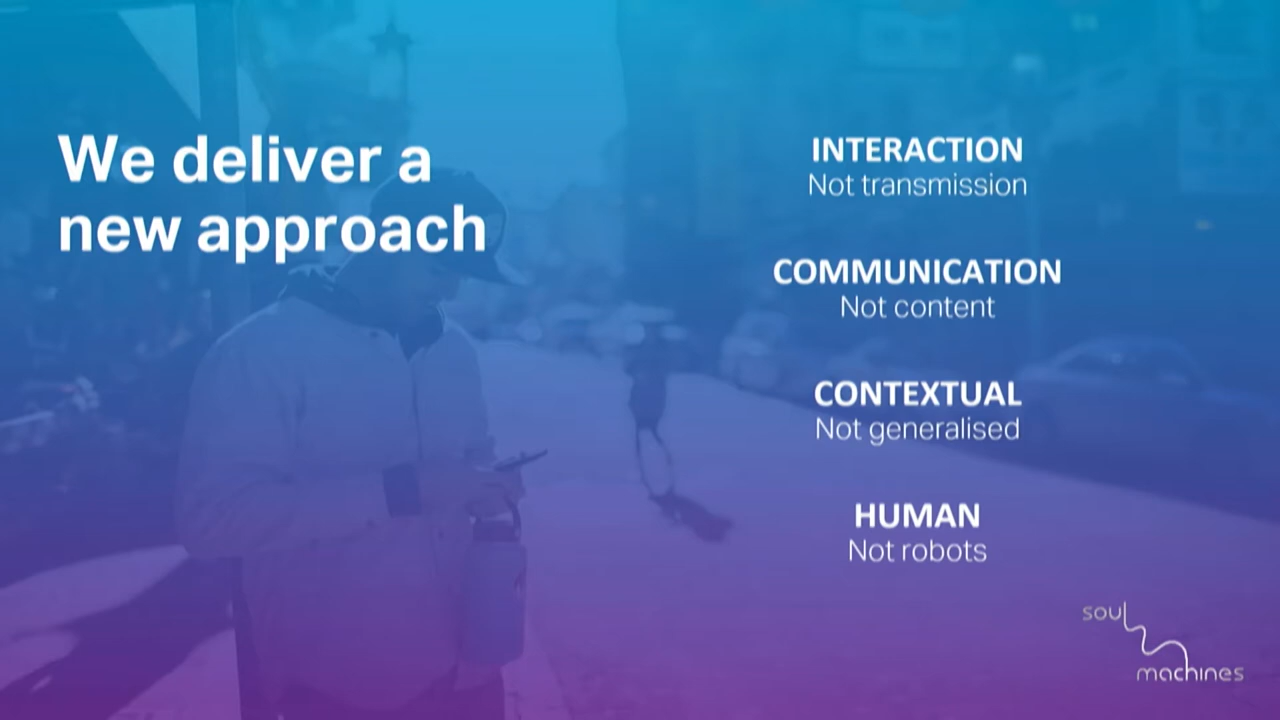 We deliver a
new approach
INTERACTION
Not transmission
COMMUNICATION
Not content
CONTEXTUAL
Not generalised
HUMAN
Not robots
soul
machines